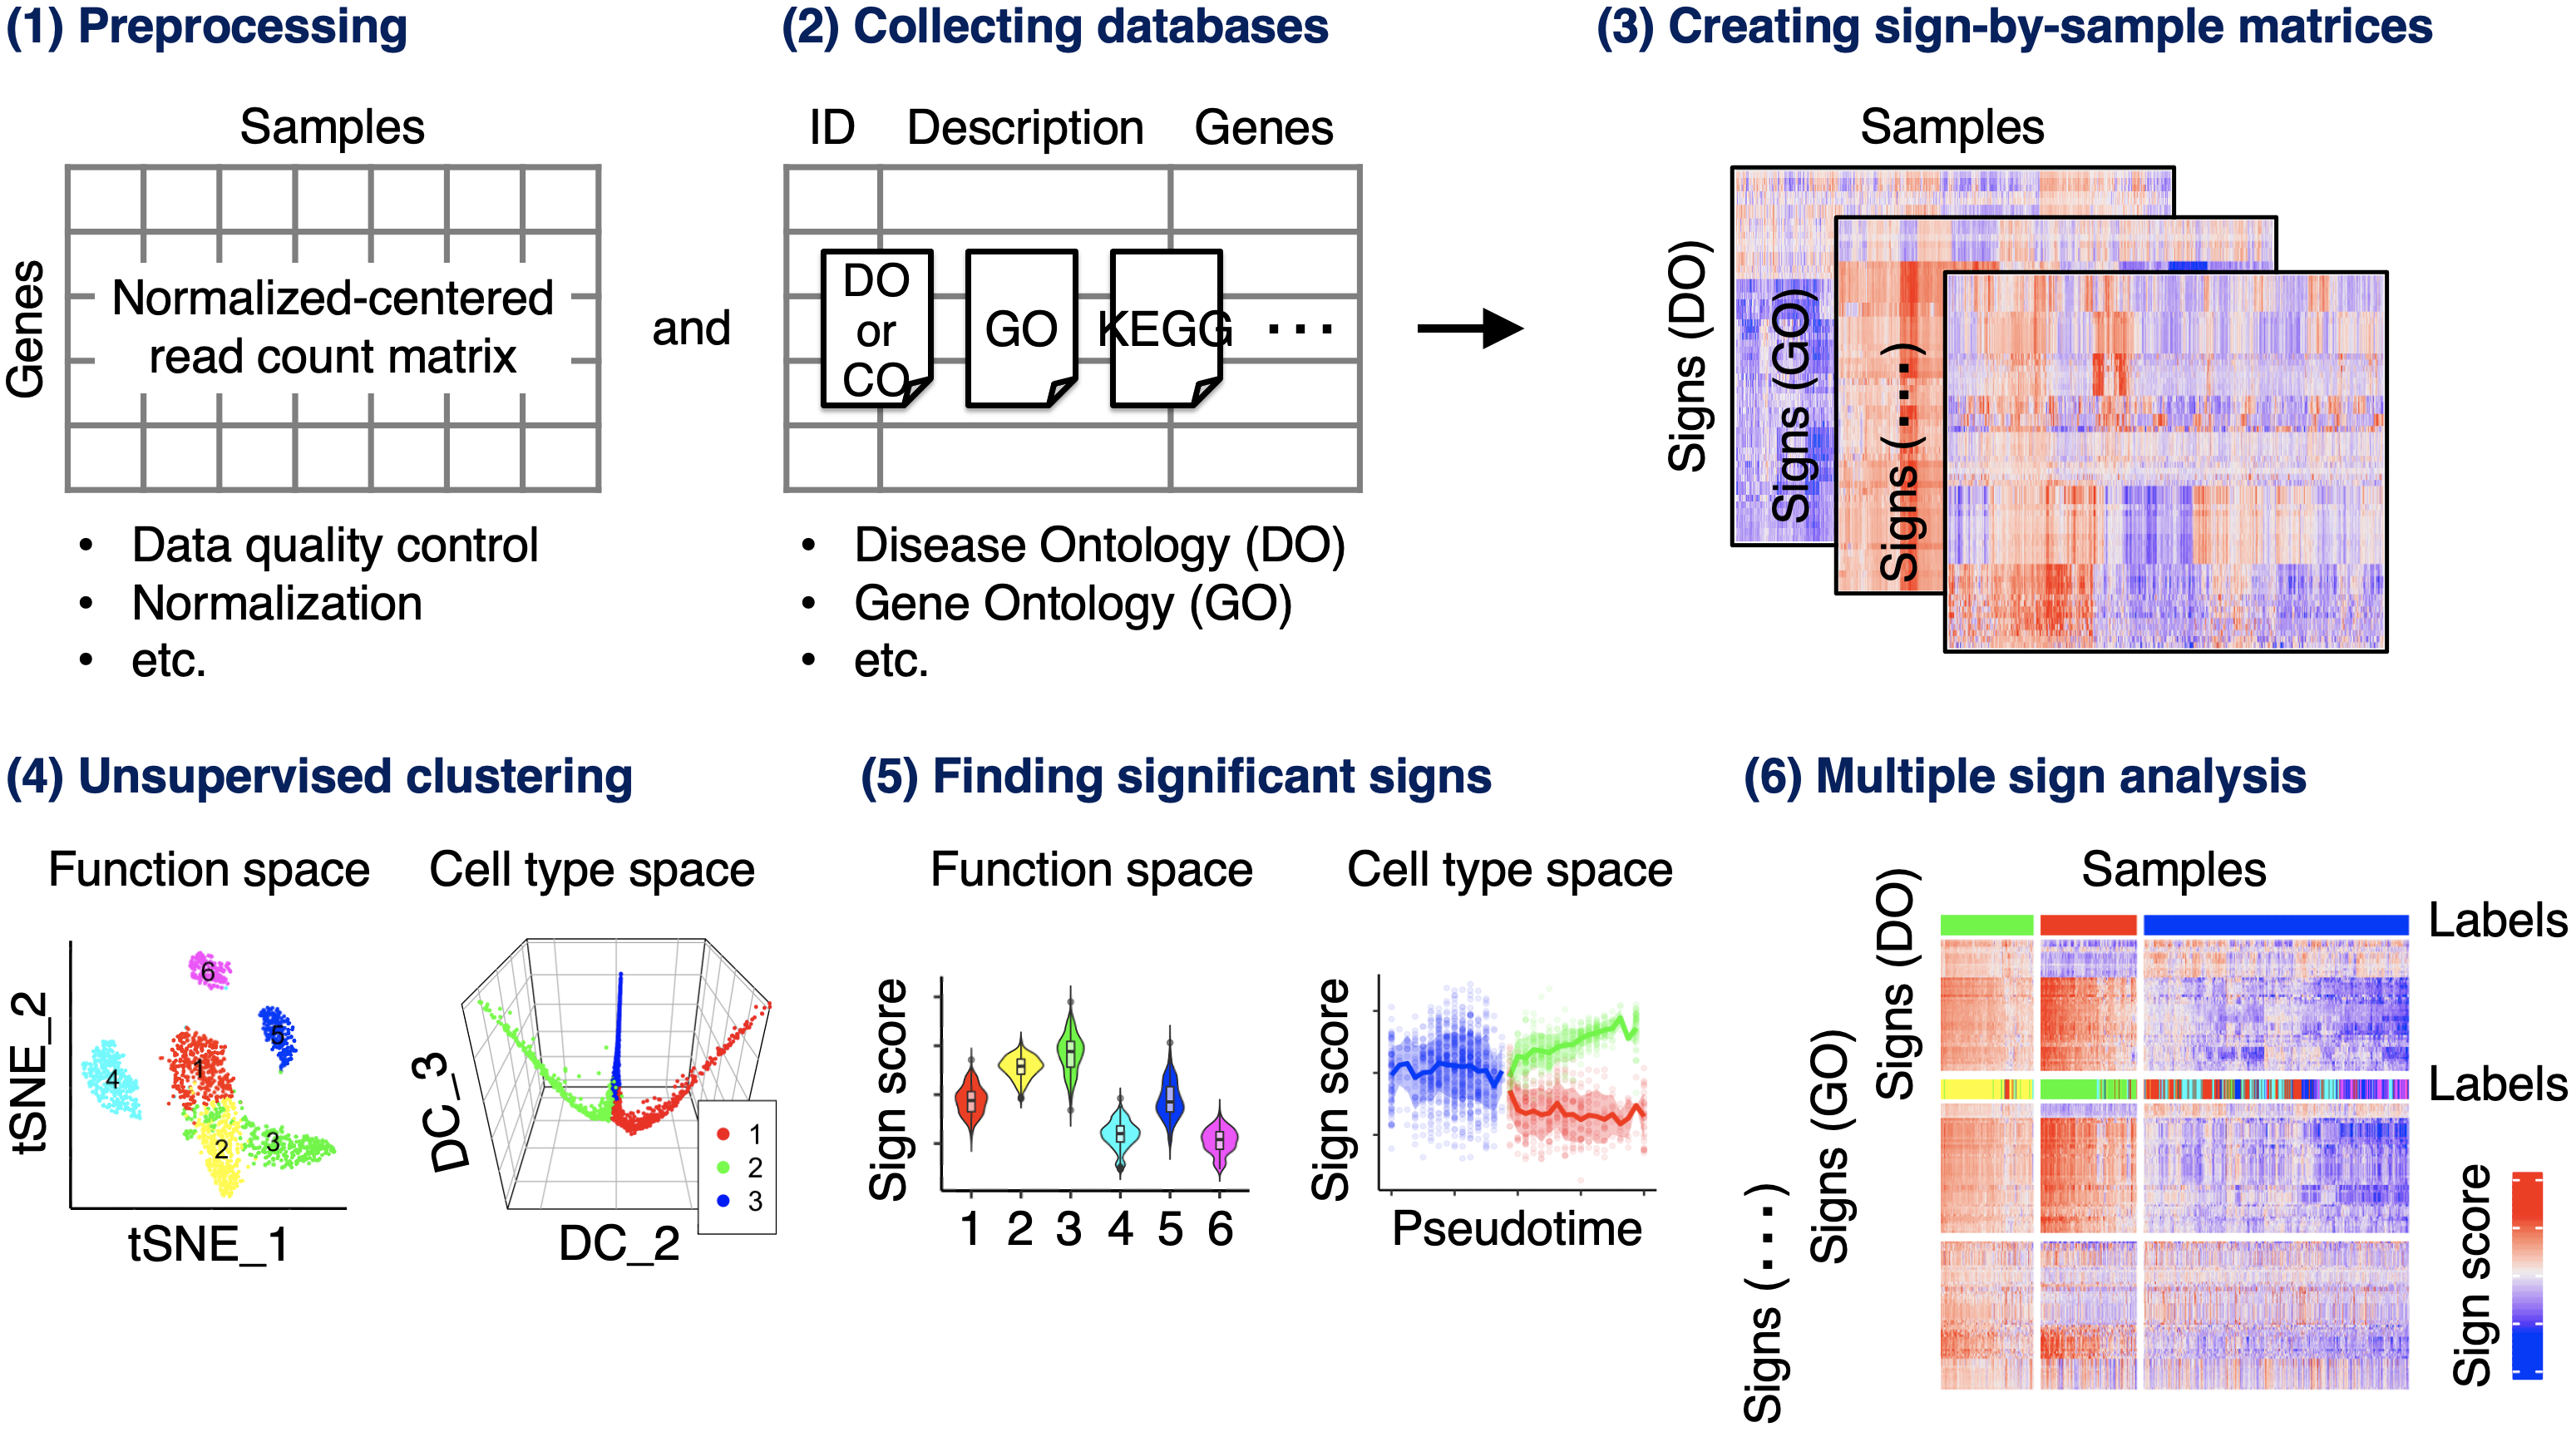 (1) Preprocessing
Samples
Genes
Normalized-centered
read count matrix
• Data quality control
• Normalization
• etc.
and
(2) Collecting databases
ID Description Genes
DO
or
CO
GO
KEGG
···
• Disease Ontology (DO)
• Gene Ontology (GO)
• etc.
(3) Creating sign-by-sample matrices
Samples
Signs (DO)
Signs (GO)
Signs (···)
(4) Unsupervised clustering
Function space
tSNE_2
6
5
1
4
2
3
tSNE_1
Cell type space
DC_3
DC_2
1
2
3
(5) Finding significant signs
Function space
Sign score
1 2 3 4 5 6
Cell type space
Sign score
Pseudotime
(6) Multiple sign analysis
Samples
Signs (DO)
Labels
Signs (GO)
Labels
Signs (···)
Sign score